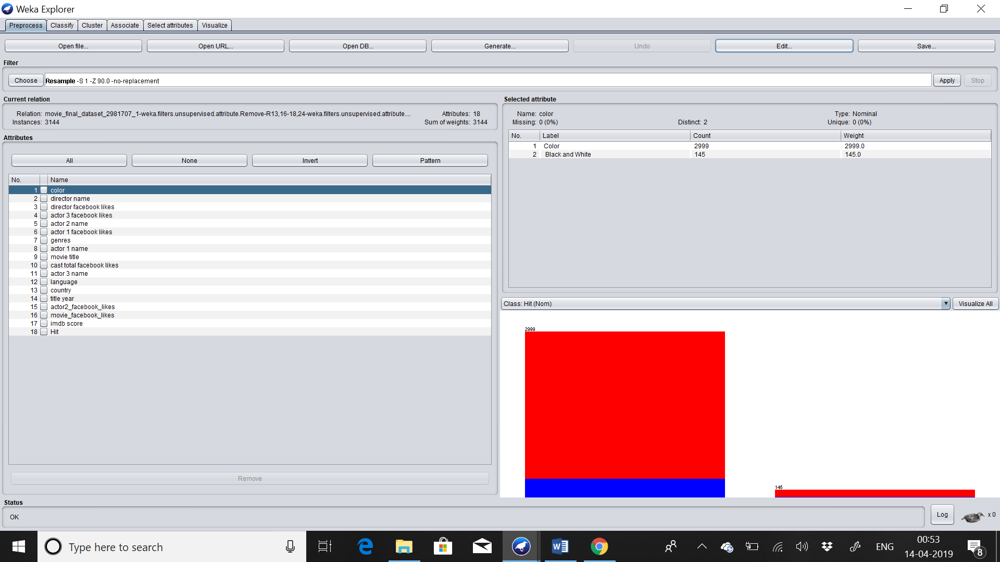 Weka Explorer
Preprocess Classify Cluster Associate Select attributes Visualize
Open file... Open URL... Open DB... Generate... Undo Edit... Save...
Filter
Choose Resample -S 1 -Z 90.0 -no-replacement Apply Stop
Current relation
Relation: movie_final_dataset_2981707_1-weka.filters.unsupervised.attribute.Remove-R13,16-18,24-weka.filters.unsupervised.attribute.... Attributes: 18
Instances: 3144 Sum of weights: 3144
Attributes
All None Invert Pattern
No. Name
1 color
2 director name
3 director facebook likes
4 actor 3 facebook likes
5 actor 2 name
6 actor 1 facebook likes
7 genres
8 actor 1 name
9 movie title
10 cast total facebook likes
11 actor 3 name
12 language
13 country
14 title year
15 actor2_facebook_likes
16 movie_facebook_likes
17 imdb score
18 Hit
Remove
Selected attribute
Name: color Type: Nominal
Missing: 0 (0%) Distinct: 2 Unique: 0 (0%)
No. Label Count Weight
1 Color 2999 2999.0
2 Black and White 145 145.0
Class: Hit (Nom) Visualize All
2999
145
Status
OK
Log x 0
Type here to search
ENG
00:53
14-04-2019
8